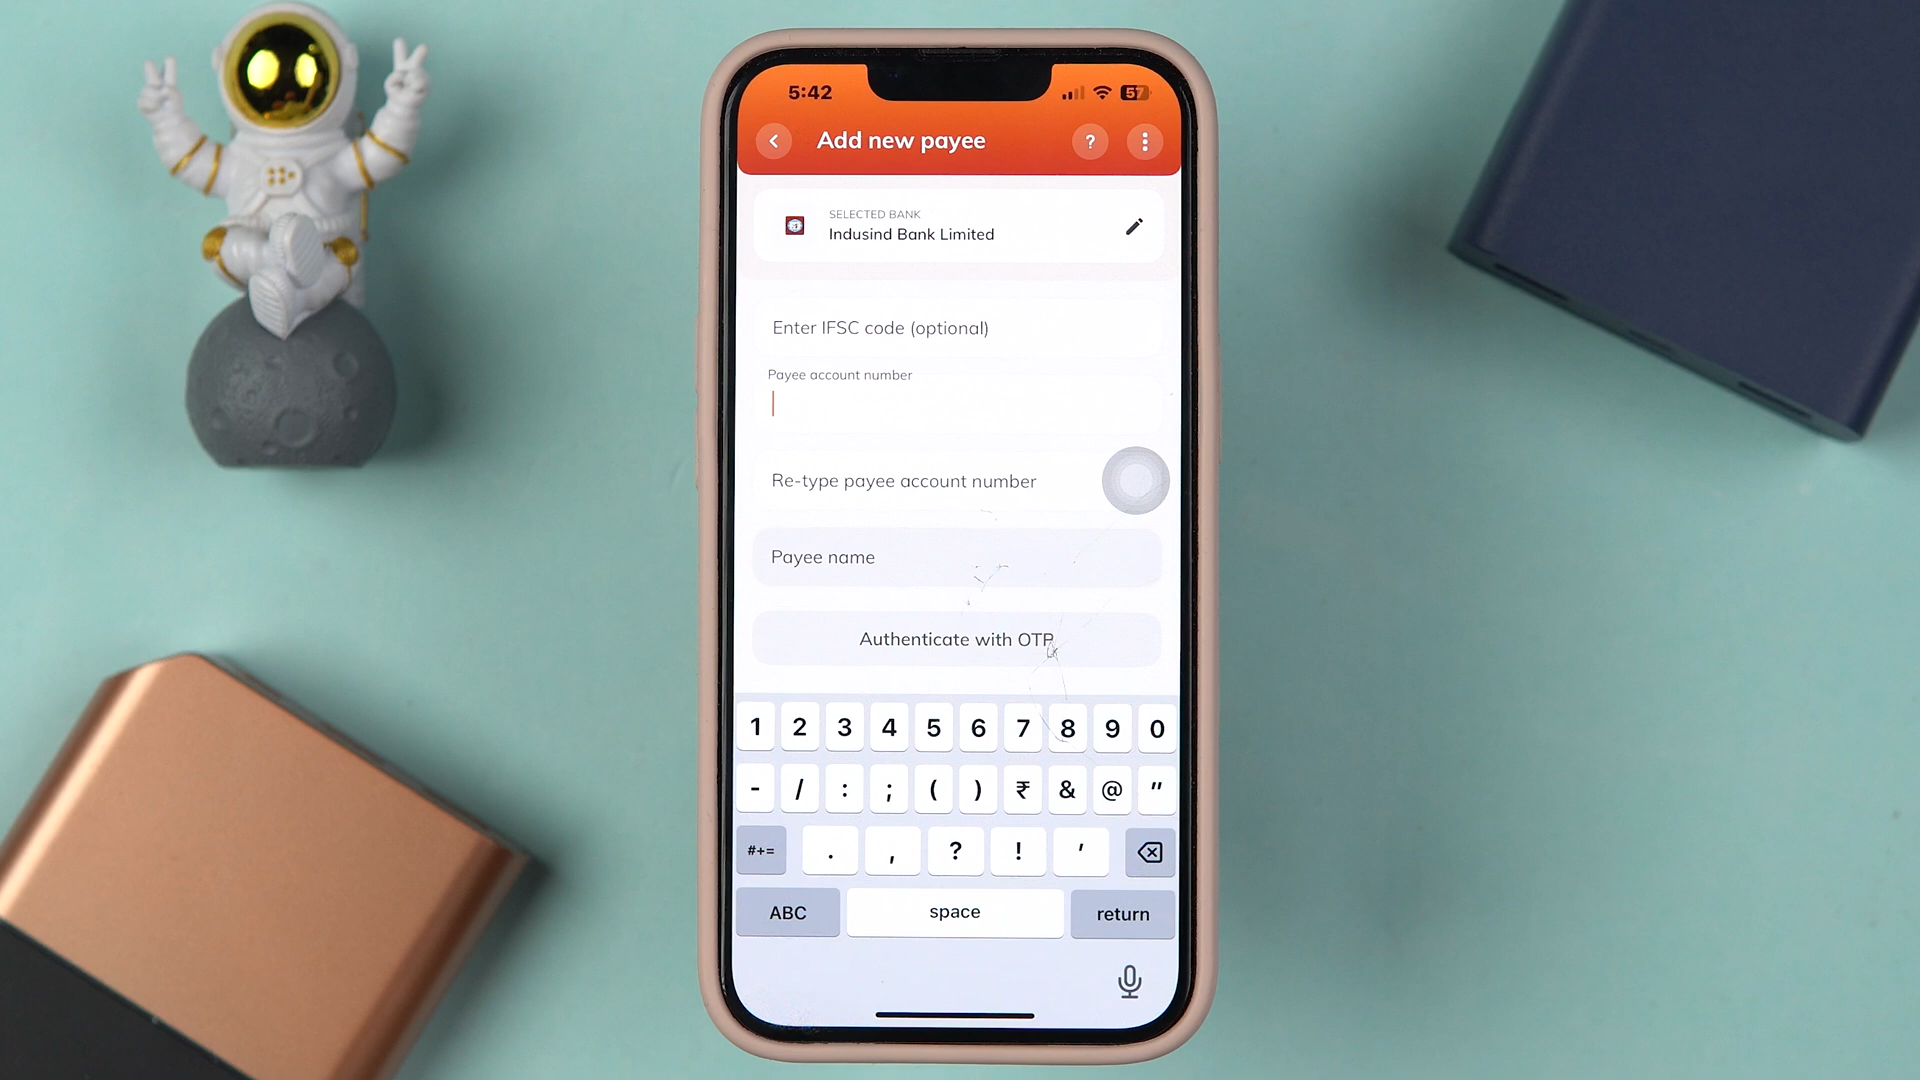 5:42
57
Add new payee
?
SELECTED BANK
Indusind Bank Limited
Enter IFSC code (optional)
Payee account number
Re-type payee account number
Payee name
Authenticate with OTP
1 2 3 4 5 6 7 8 9 0
- / : ; ( ) ₹ & @ "
#+= . , ? ! '
ABC space return